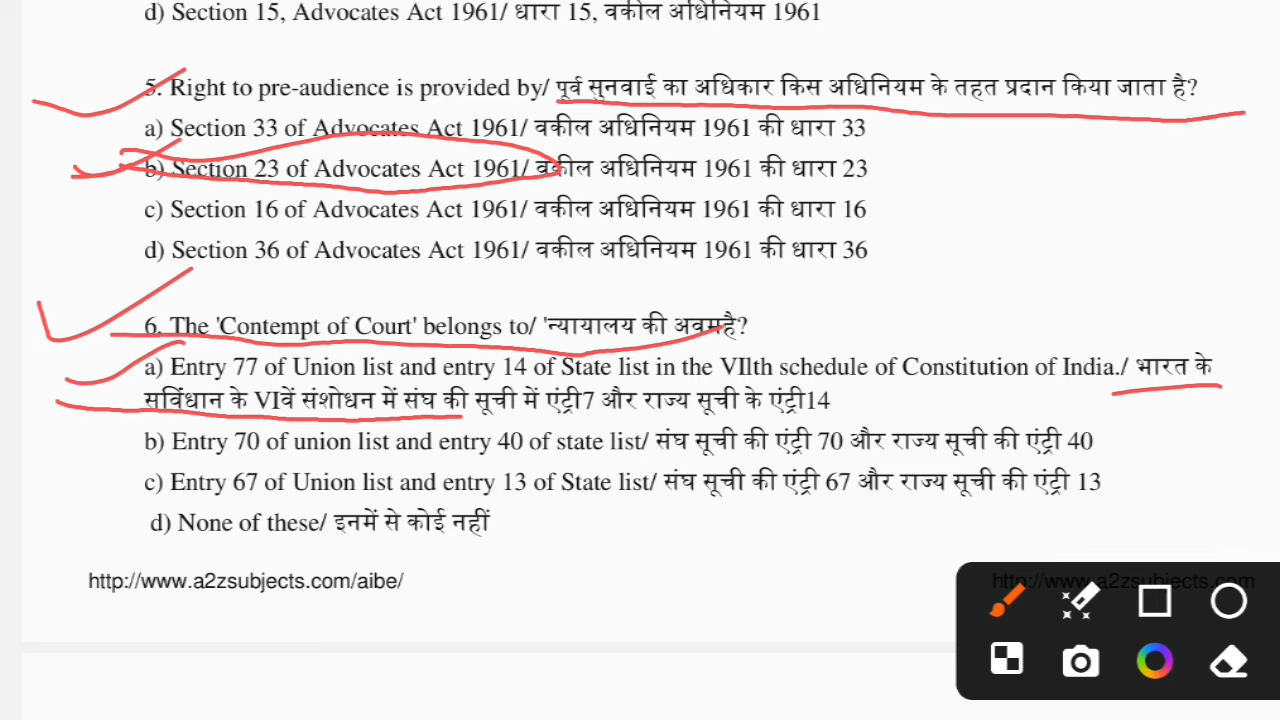 d) Section 15, Advocates Act 1961/ धारा 15, वकील अधिनियम 1961
5. Right to pre-audience is provided by/ पूर्व सुनवाई का अधिकार किस अधिनियम के तहत प्रदान किया जाता है?
a) Section 33 of Advocates Act 1961/ वकील अधिनियम 1961 की धारा 33
b) Section 23 of Advocates Act 1961/ वकील अधिनियम 1961 की धारा 23
c) Section 16 of Advocates Act 1961/ वकील अधिनियम 1961 की धारा 16
d) Section 36 of Advocates Act 1961/ वकील अधिनियम 1961 की धारा 36
6. The 'Contempt of Court' belongs to/ 'न्यायालय की अवमहै?
a) Entry 77 of Union list and entry 14 of State list in the VIlth schedule of Constitution of India./ भारत के
सविंधान के VIवें संशोधन में संघ की सूची में एंट्री7 और राज्य सूची के एंट्री14
b) Entry 70 of union list and entry 40 of state list/ संघ सूची की एंट्री 70 और राज्य सूची की एंट्री 40
c) Entry 67 of Union list and entry 13 of State list/ संघ सूची की एंट्री 67 और राज्य सूची की एंट्री 13
d) None of these/ इनमें से कोई नहीं
http://www.a2zsubjects.com/aibe/
http://www.a2zsubjects.com